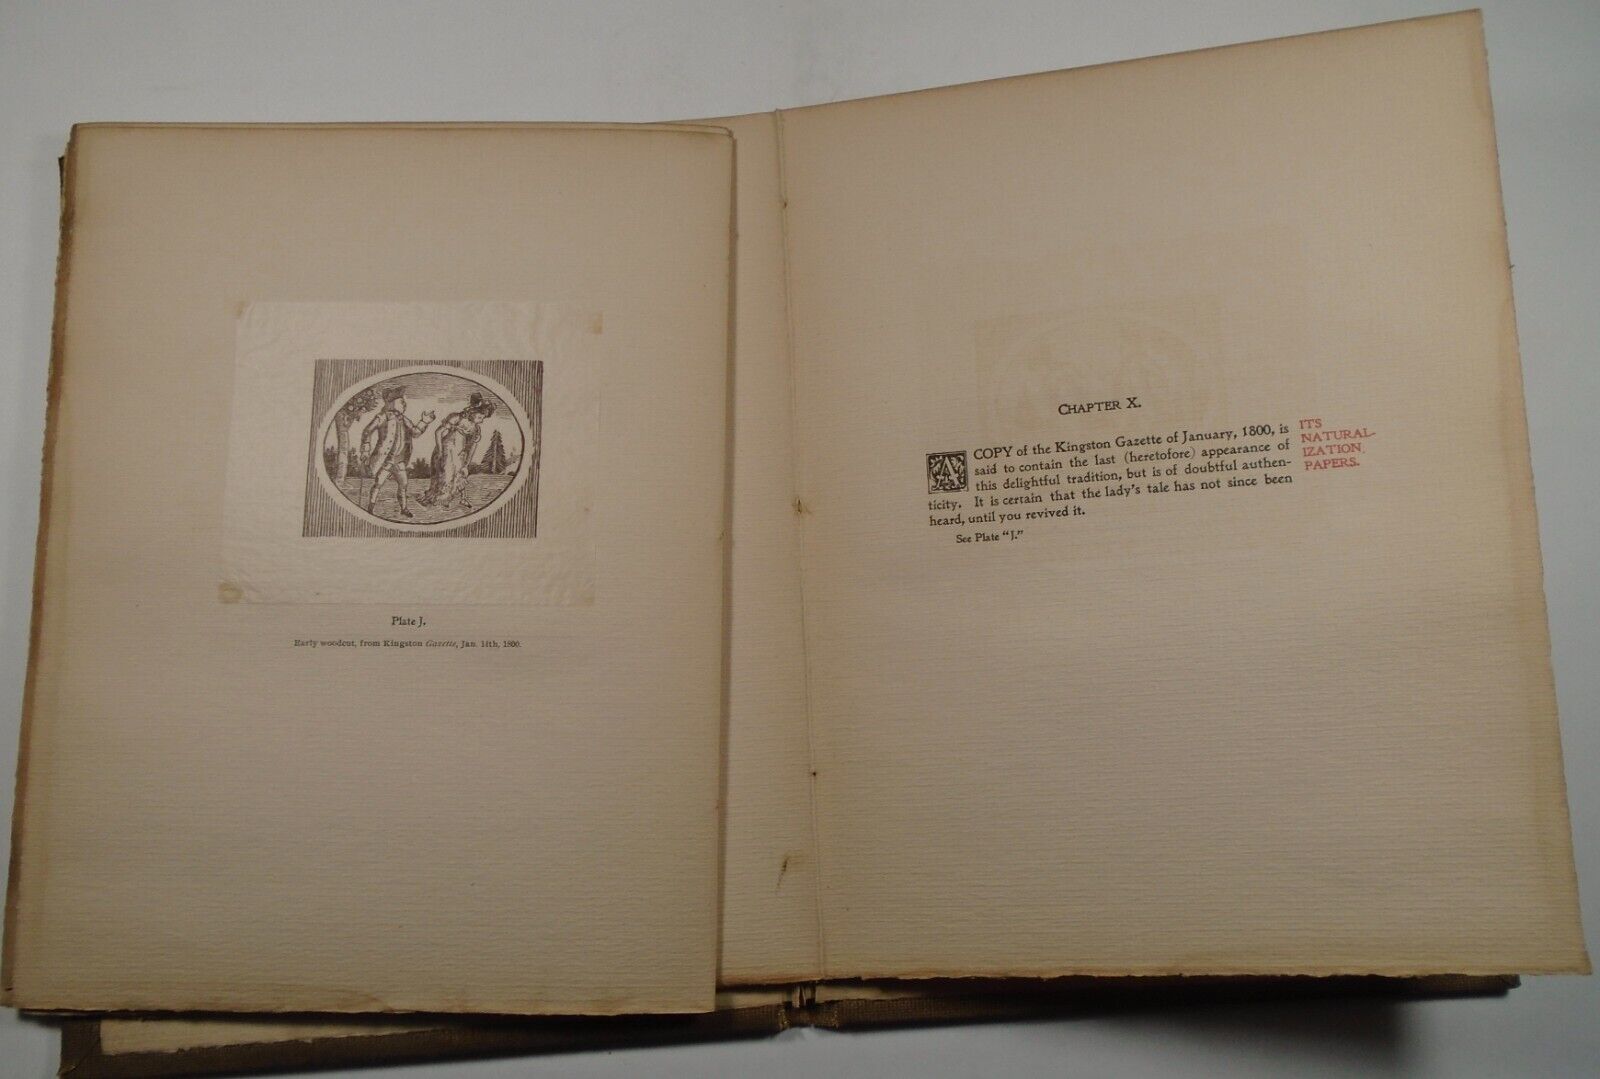 Plate J.
Early woodcut, from Kingston Gazette, Jan. 14th, 1800.
CHAPTER X.
A COPY of the Kingston Gazette of January, 1800, is
said to contain the last (heretofore) appearance of
this delightful tradition, but is of doubtful authen-
ticity. It is certain that the lady's tale has not since been
heard, until you revived it.
See Plate "J."
ITS
NATURAL-
IZATION
PAPERS.